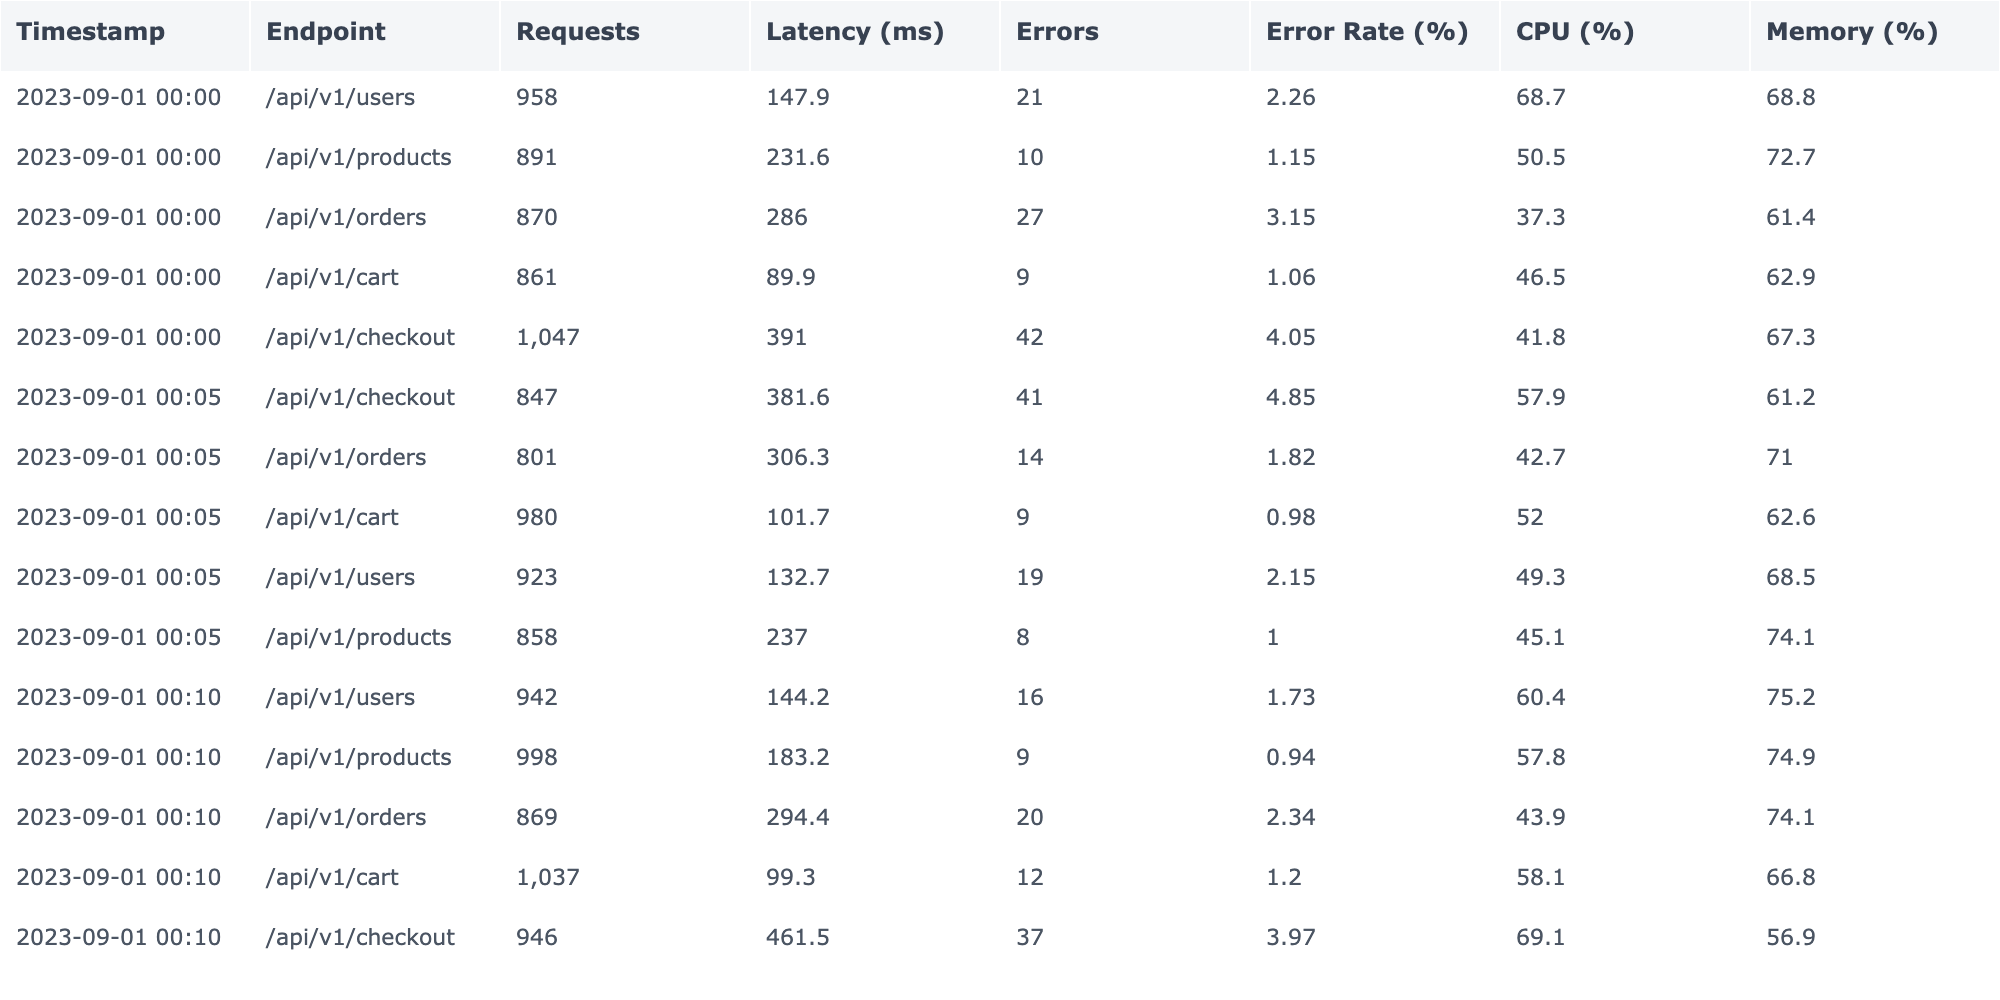 Timestamp Endpoint Requests Latency (ms) Errors Error Rate (%) CPU (%) Memory (%)
2023-09-01 00:00 /api/v1/users 958 147.9 21 2.26 68.7 68.8
2023-09-01 00:00 /api/v1/products 891 231.6 10 1.15 50.5 72.7
2023-09-01 00:00 /api/v1/orders 870 286 27 3.15 37.3 61.4
2023-09-01 00:00 /api/v1/cart 861 89.9 9 1.06 46.5 62.9
2023-09-01 00:00 /api/v1/checkout 1,047 391 42 4.05 41.8 67.3
2023-09-01 00:05 /api/v1/checkout 847 381.6 41 4.85 57.9 61.2
2023-09-01 00:05 /api/v1/orders 801 306.3 14 1.82 42.7 71
2023-09-01 00:05 /api/v1/cart 980 101.7 9 0.98 52 62.6
2023-09-01 00:05 /api/v1/users 923 132.7 19 2.15 49.3 68.5
2023-09-01 00:05 /api/v1/products 858 237 8 1 45.1 74.1
2023-09-01 00:10 /api/v1/users 942 144.2 16 1.73 60.4 75.2
2023-09-01 00:10 /api/v1/products 998 183.2 9 0.94 57.8 74.9
2023-09-01 00:10 /api/v1/orders 869 294.4 20 2.34 43.9 74.1
2023-09-01 00:10 /api/v1/cart 1,037 99.3 12 1.2 58.1 66.8
2023-09-01 00:10 /api/v1/checkout 946 461.5 37 3.97 69.1 56.9